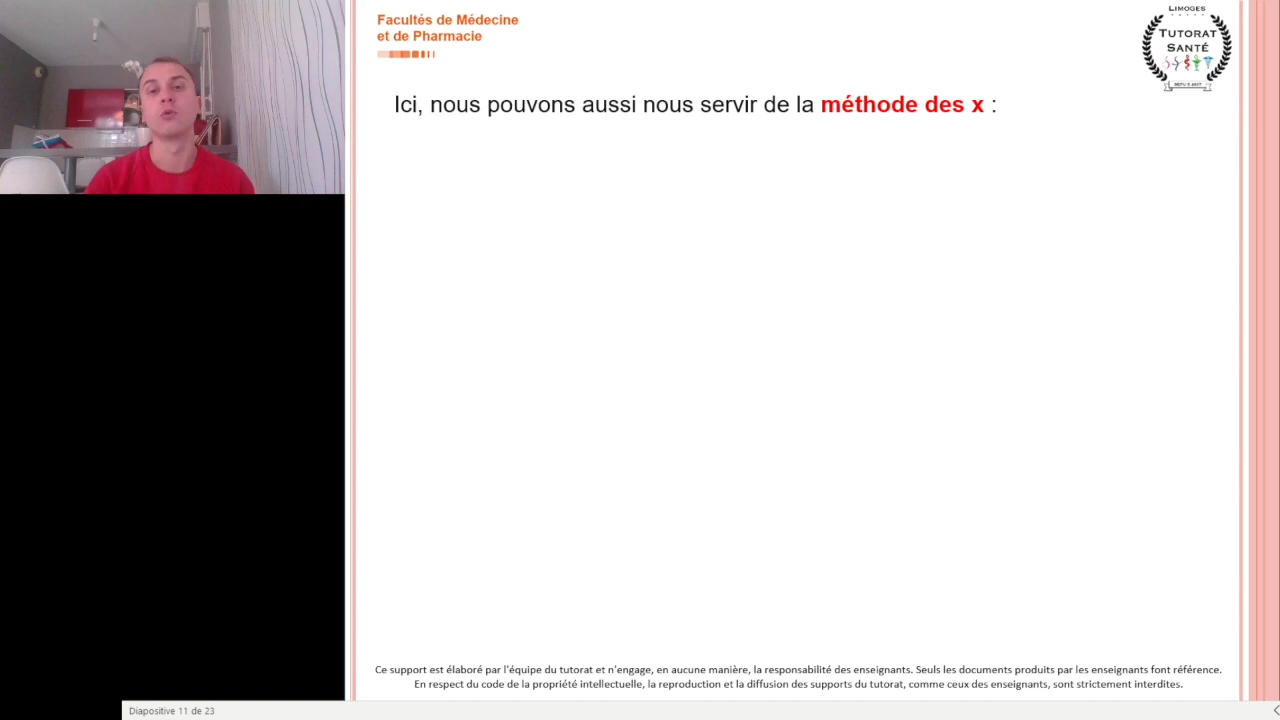 Facultés de Médecine
et de Pharmacie
LIMOGES
TUTORAT
SANTÉ
DEPUIS 2007
Ici, nous pouvons aussi nous servir de la méthode des x :
Ce support est élaboré par l'équipe du tutorat et n'engage, en aucune manière, la responsabilité des enseignants. Seuls les documents produits par les enseignants font référence.
En respect du code de la propriété intellectuelle, la reproduction et la diffusion des supports du tutorat, comme ceux des enseignants, sont strictement interdites.
Diapositive 11 de 23